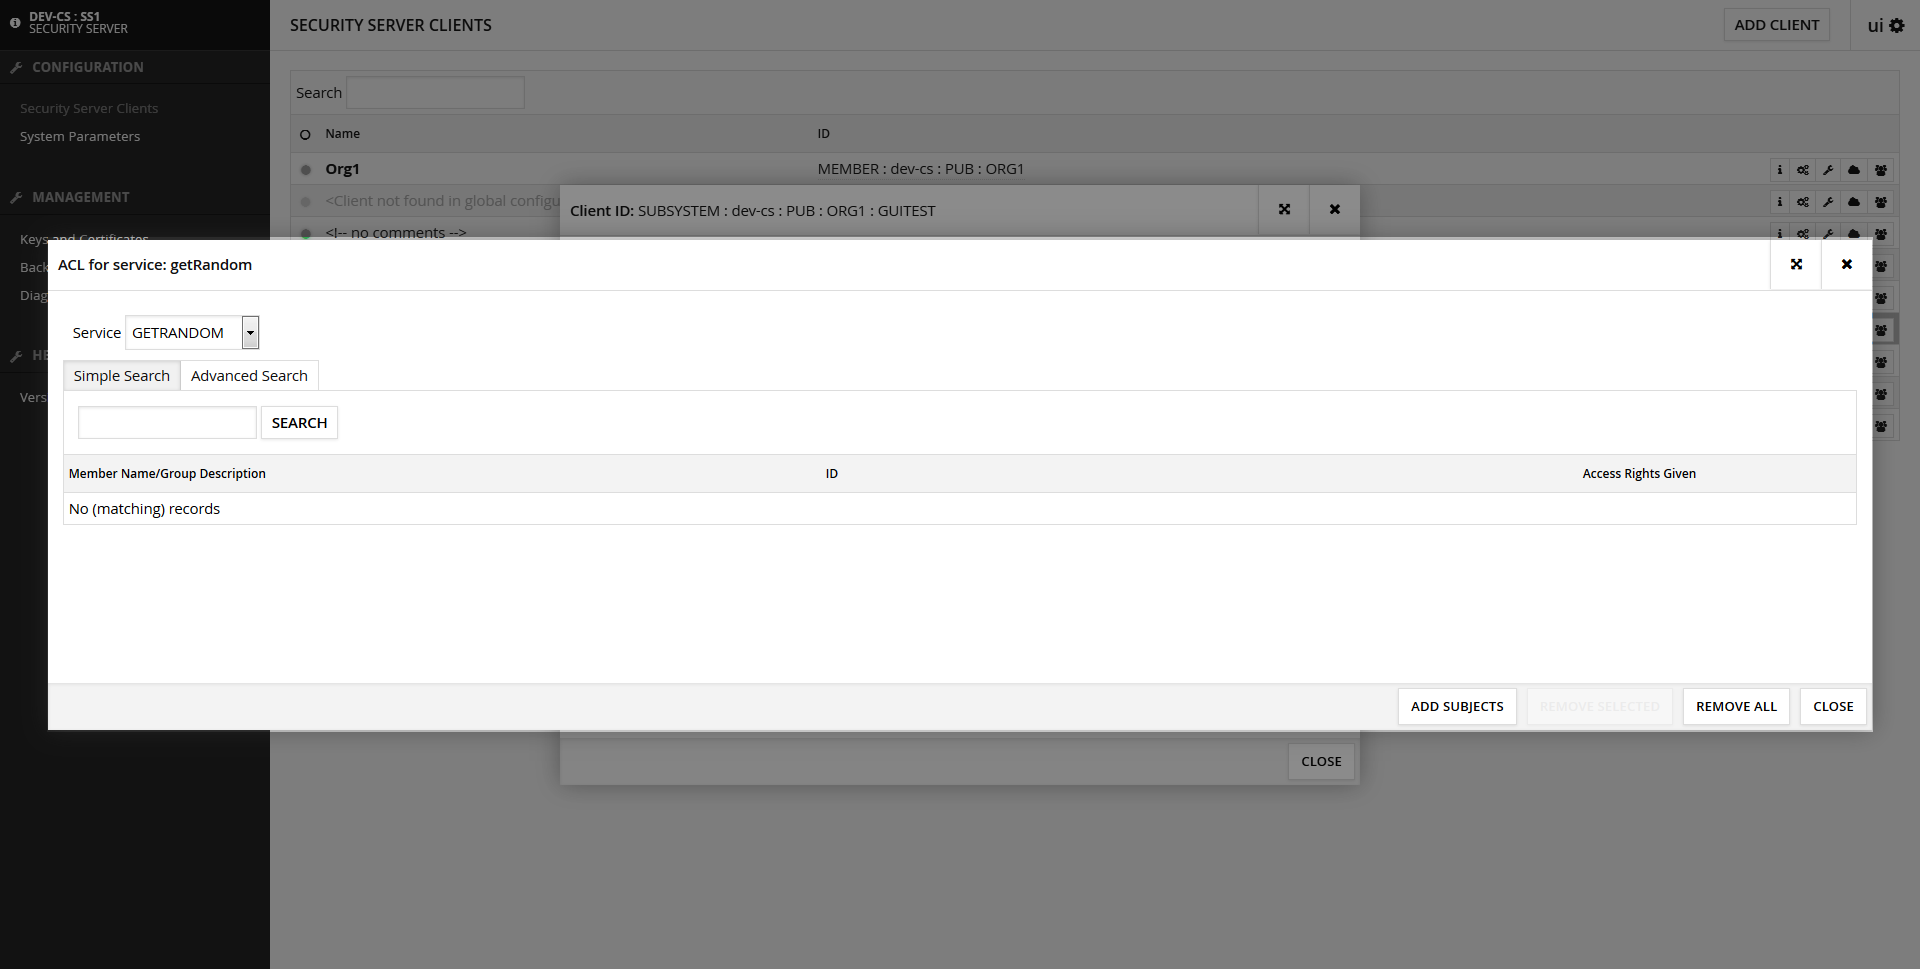 DEV-CS : SS1
SECURITY SERVER
SECURITY SERVER CLIENTS
ADD CLIENT
ui
CONFIGURATION
Security Server Clients
System Parameters
MANAGEMENT
Keys and Certificates
Back
Diag
HE
Vers
Search
Name ID
Org1 MEMBER : dev-cs : PUB : ORG1
<Client not found in global configu
<!-- no comments -->
Client ID: SUBSYSTEM : dev-cs : PUB : ORG1 : GUITEST
ACL for service: getRandom
Service GETRANDOM
Simple Search Advanced Search
SEARCH
Member Name/Group Description ID Access Rights Given
No (matching) records
ADD SUBJECTS REMOVE SELECTED REMOVE ALL CLOSE
CLOSE